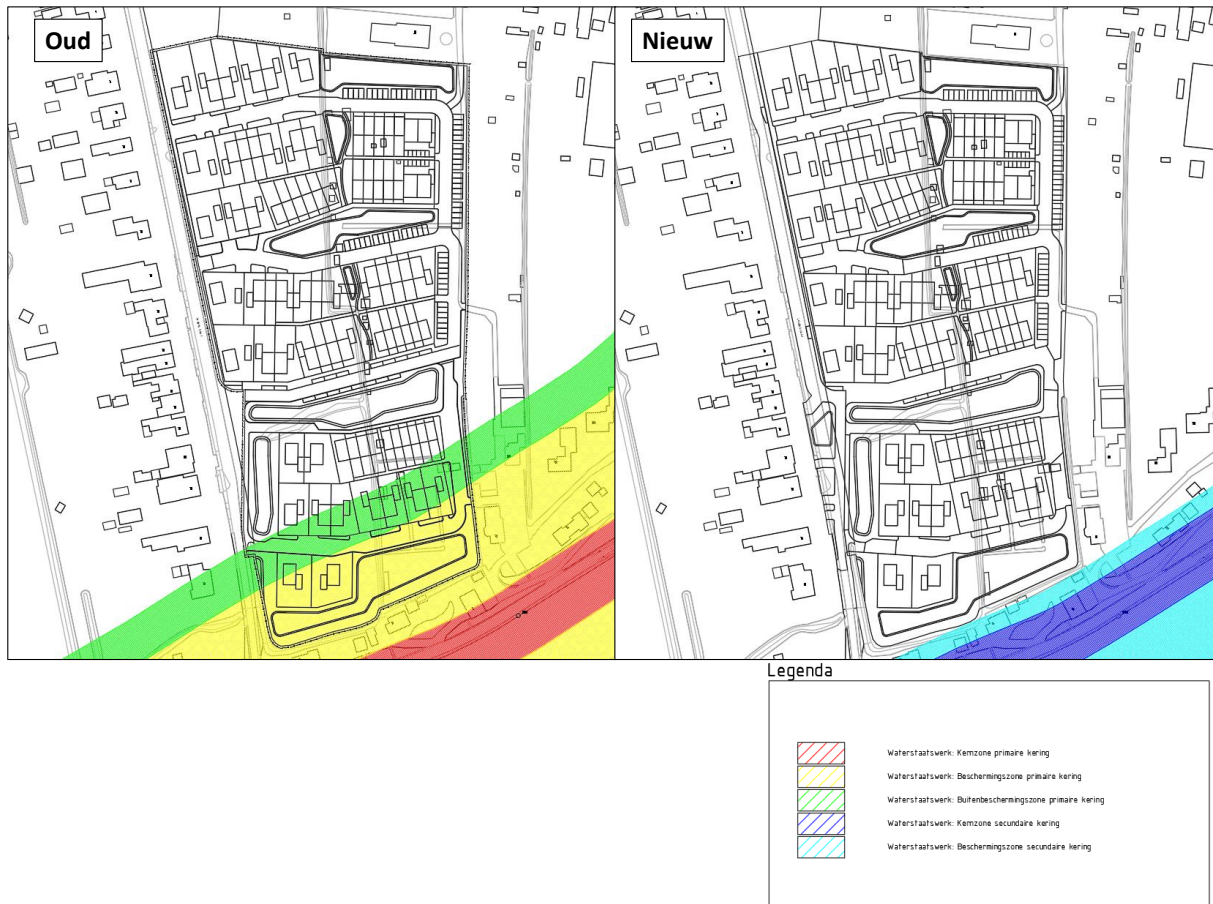 Oud
Nieuw
Legenda
Waterstaatswerk: Kernzone primaire kering
Waterstaatswerk: Beschermingszone primaire kering
Waterstaatswerk: Buitenbeschermingszone primaire kering
Waterstaatswerk: Kernzone secundaire kering
Waterstaatswerk: Beschermingszone secundaire kering